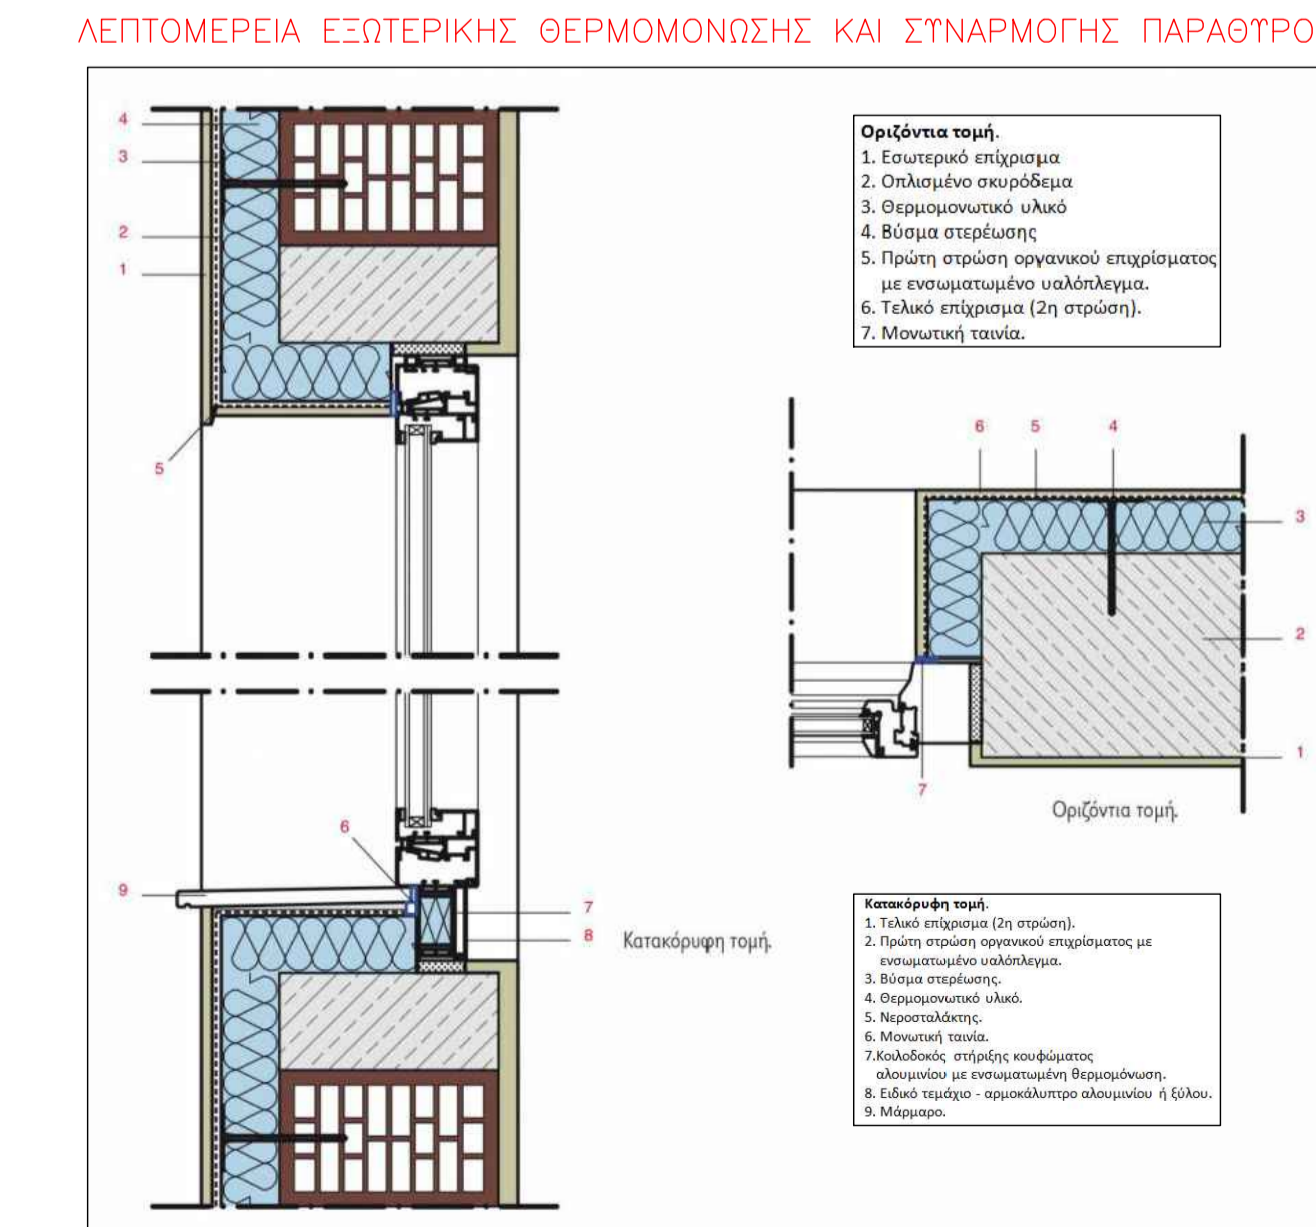 ΛΕΠΤΟΜΕΡΕΙΑ ΕΞΩΤΕΡΙΚΗΣ ΘΕΡΜΟΜΟΝΩΣΗΣ ΚΑΙ ΣΥΝΑΡΜΟΓΗΣ ΠΑΡΑΘΥΡΟ
4
3
2
1
5
Οριζόντια τομή.
1. Εσωτερικό επίχρισμα
2. Οπλισμένο σκυρόδεμα
3. Θερμομονωτικό υλικό
4. Βύσμα στερέωσης
5. Πρώτη στρώση οργανικού επιχρίσματος
με ενσωματωμένο υαλόπλεγμα.
6. Τελικό επίχρισμα (2η στρώση).
7. Μονωτική ταινία.
6 5 4
3
2
1
7
Οριζόντια τομή.
6
9
7
8
Κατακόρυφη τομή.
Κατακόρυφη τομή.
1. Τελικό επίχρισμα (2η στρώση).
2. Πρώτη στρώση οργανικού επιχρίσματος με
ενσωματωμένο υαλόπλεγμα.
3. Βύσμα στερέωσης.
4. Θερμομονωτικό υλικό.
5. Νεροσταλάκτης.
6. Μονωτική ταινία.
7.Κοιλοδοκός στήριξης κουφώματος
αλουμινίου με ενσωματωμένη θερμομόνωση.
8. Ειδικό τεμάχιο - αρμοκάλυπτρο αλουμινίου ή ξύλου.
9. Μάρμαρο.